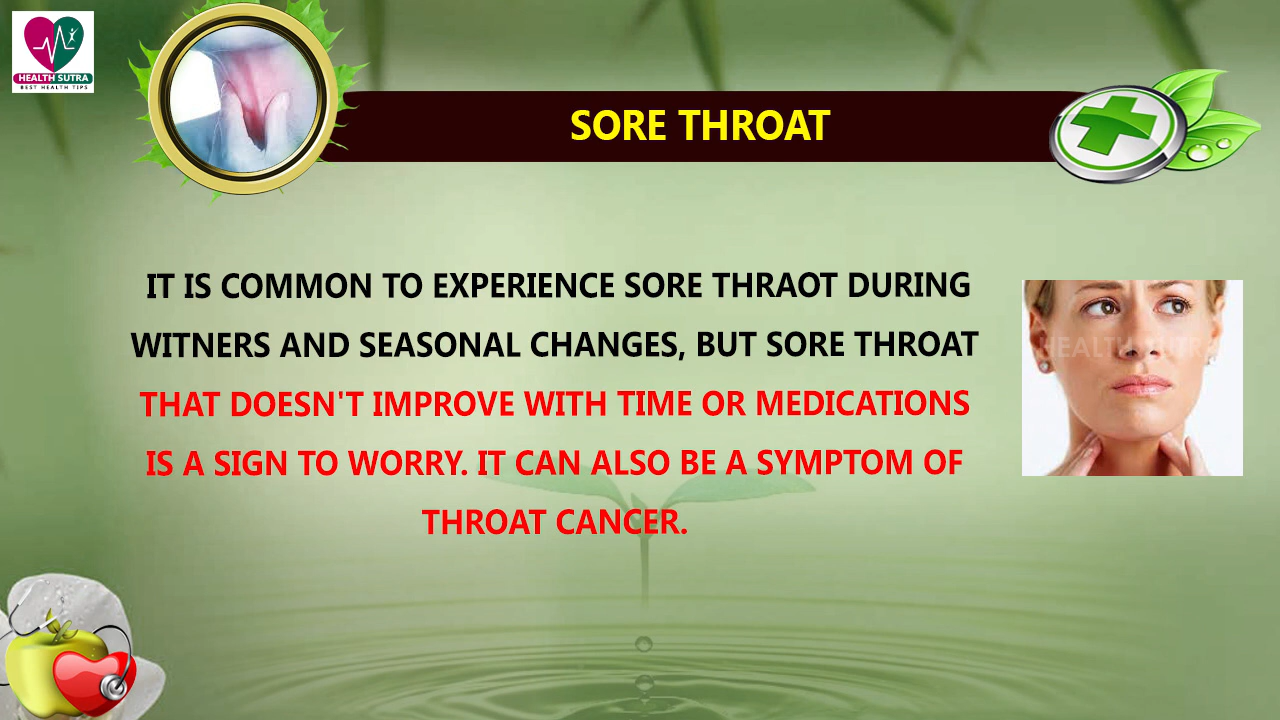 HEALTH SUTRA
BEST HEALTH TIPS
SORE THROAT
IT IS COMMON TO EXPERIENCE SORE THRAOT DURING
WITNERS AND SEASONAL CHANGES, BUT SORE THROAT
THAT DOESN'T IMPROVE WITH TIME OR MEDICATIONS
IS A SIGN TO WORRY. IT CAN ALSO BE A SYMPTOM OF
THROAT CANCER.
HEALTH SUTRA